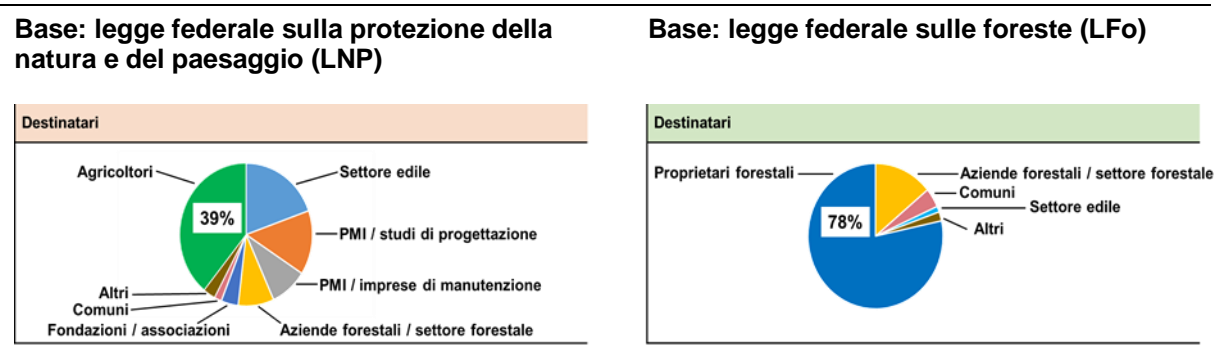 Base: legge federale sulla protezione della
natura e del paesaggio (LNP)
Destinatari
Agricoltori
Settore edile
39%
PMI / studi di progettazione
PMI / imprese di manutenzione
Altri
Comuni
Fondazioni / associazioni
Aziende forestali / settore forestale
Base: legge federale sulle foreste (LFo)
Destinatari
Proprietari forestali
Aziende forestali / settore forestale
Comuni
Settore edile
78%
Altri